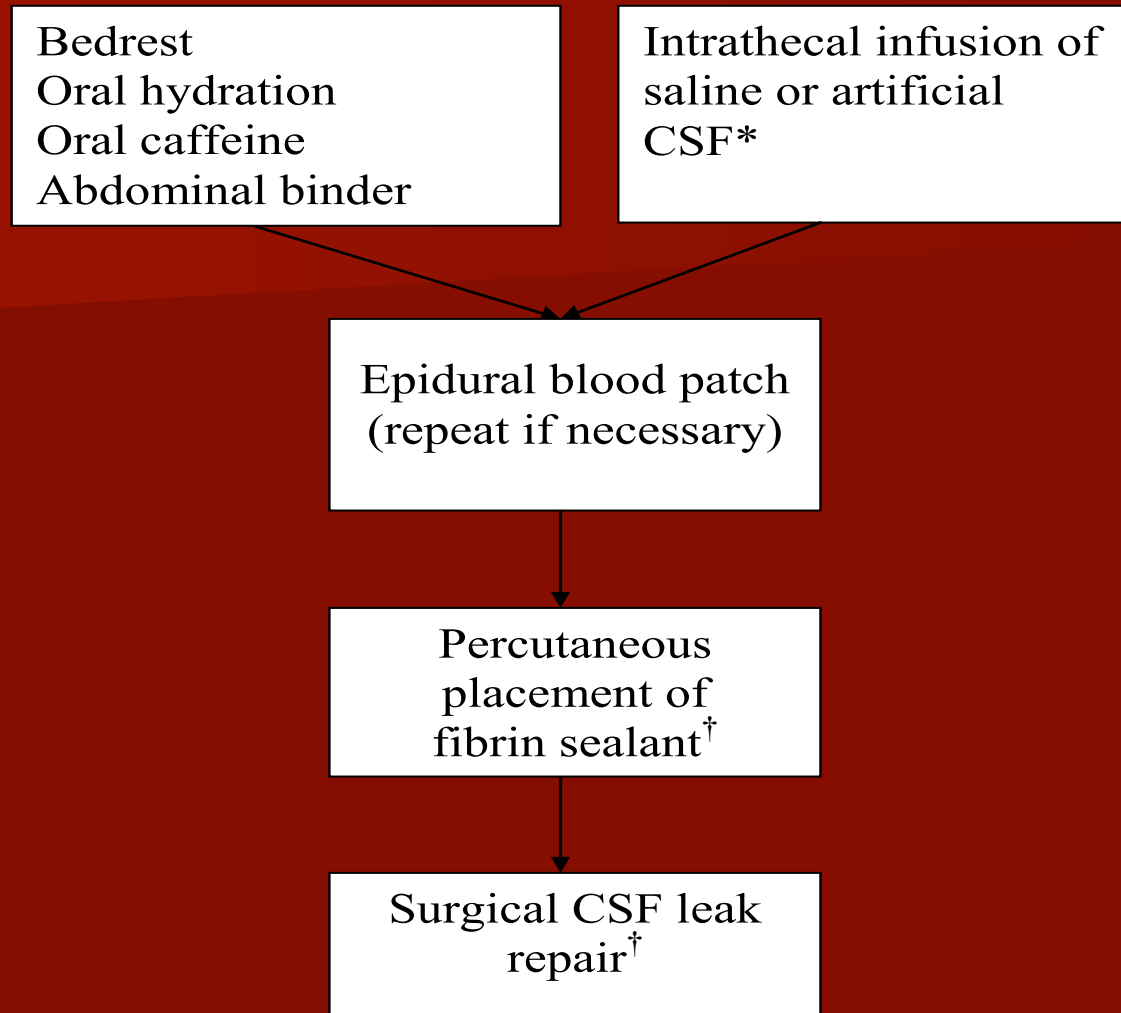 Bedrest
Oral hydration
Oral caffeine
Abdominal binder
Intrathecal infusion of
saline or artificial
CSF*
Epidural blood patch
(repeat if necessary)
Percutaneous
placement of
fibrin sealant†
Surgical CSF leak
repair†